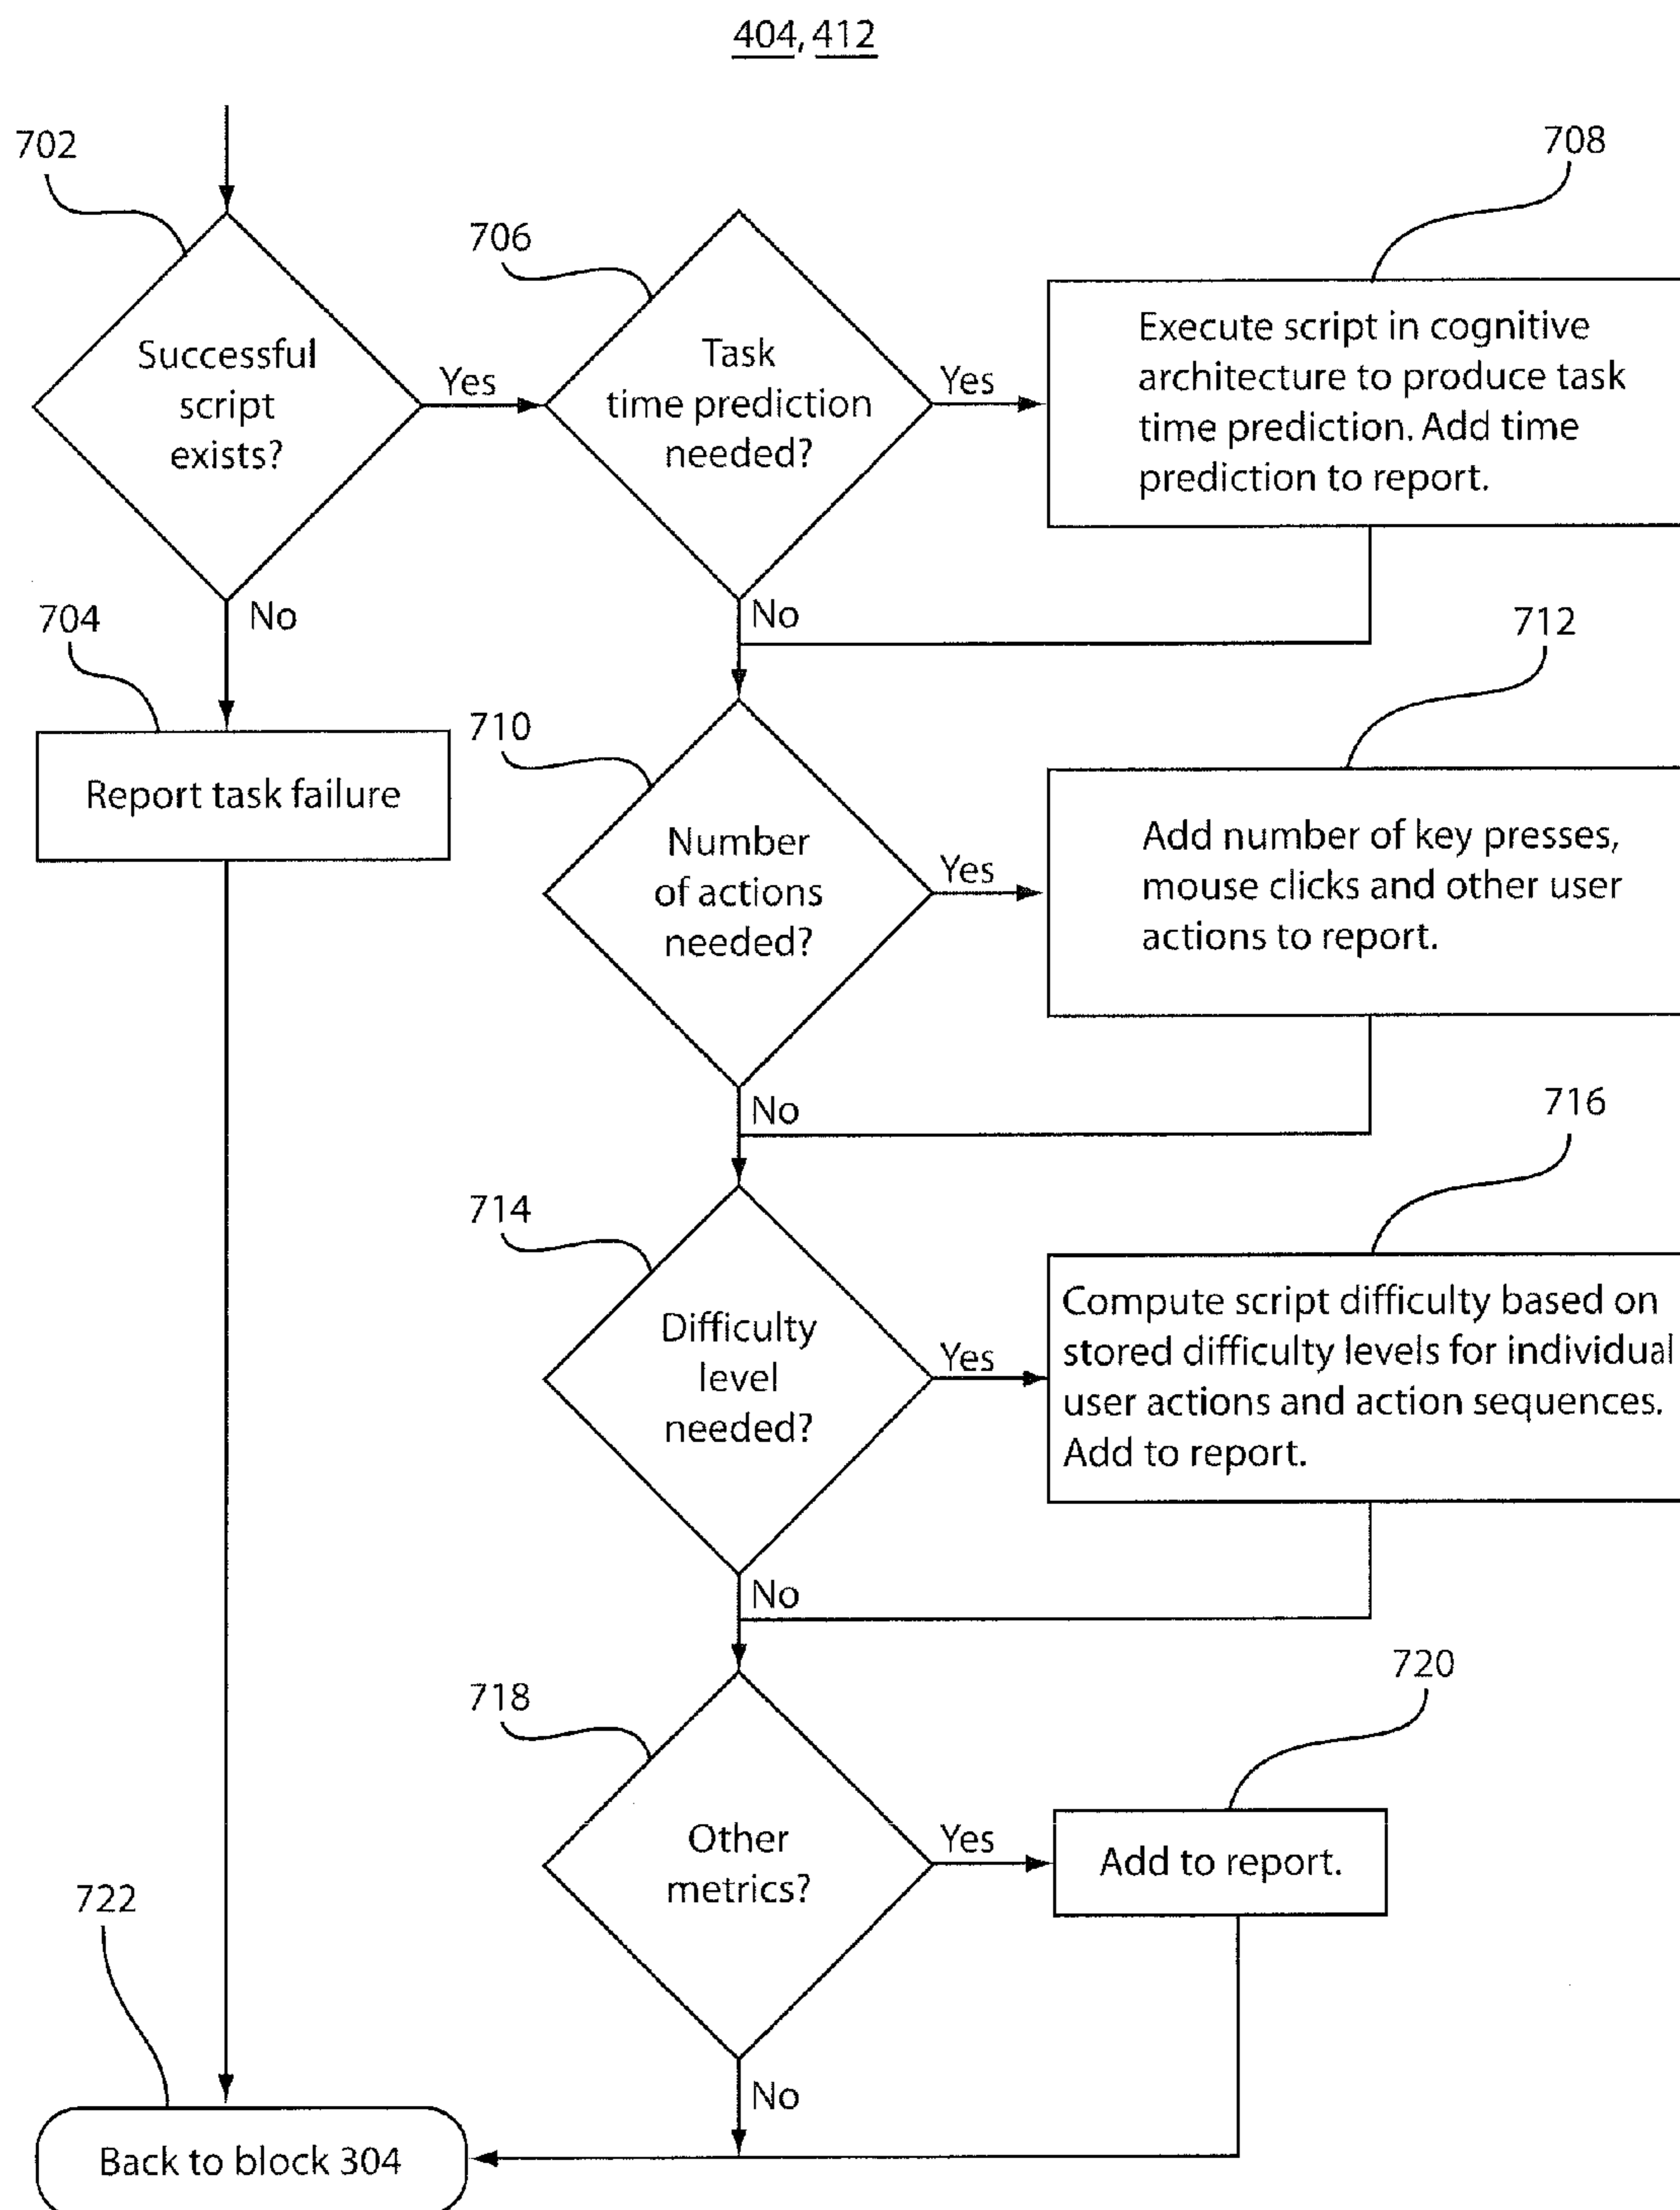 404, 412
702
708
706
Successful
script
exists?
Yes
Task
time prediction
needed?
Yes
Execute script in cognitive
architecture to produce task
time prediction. Add time
prediction to report.
No
No
704
712
Report task failure
710
Number
of actions
needed?
Yes
Add number of key presses,
mouse clicks and other user
actions to report.
No
716
714
Difficulty
level
needed?
Yes
Compute script difficulty based on
stored difficulty levels for individual
user actions and action sequences.
Add to report.
No
720
718
Other
metrics?
Yes
Add to report.
722
No
Back to block 304